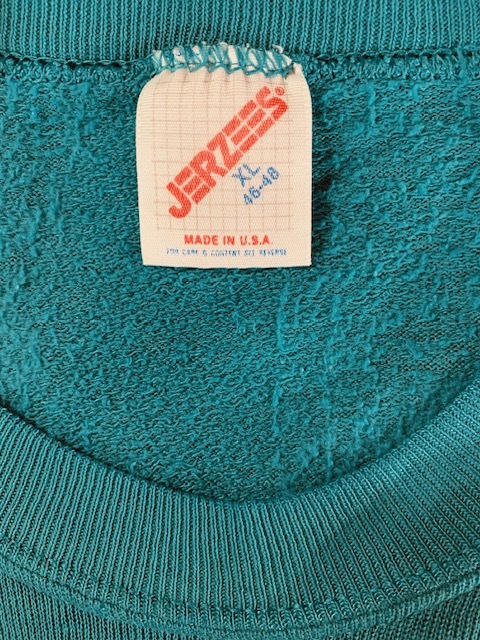 JERZEES®
XL
46-48
MADE IN U.S.A.
FOR CARE & CONTENT SEE REVERSE